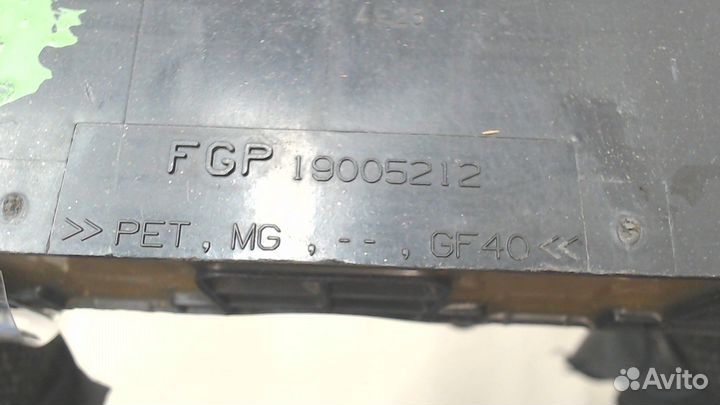 FGP 19005212
>> PET, MG, --, GF40 <<
Avito